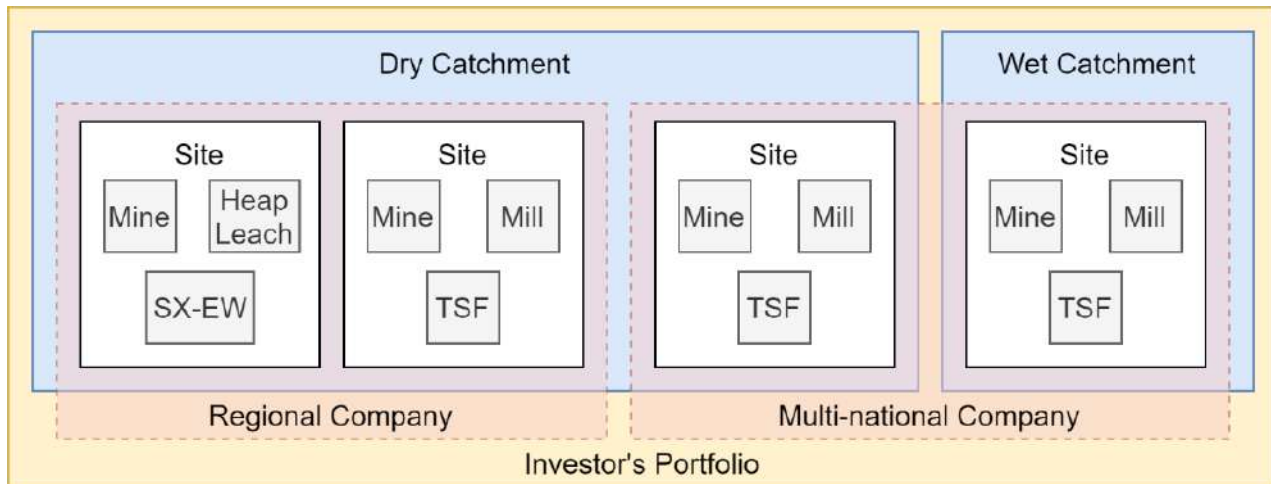 Dry Catchment
Wet Catchment
Site
Mine
Heap
Leach
SX-EW
Site
Mine
Mill
TSF
Site
Mine
Mill
TSF
Site
Mine
Mill
TSF
Regional Company
Multi-national Company
Investor's Portfolio